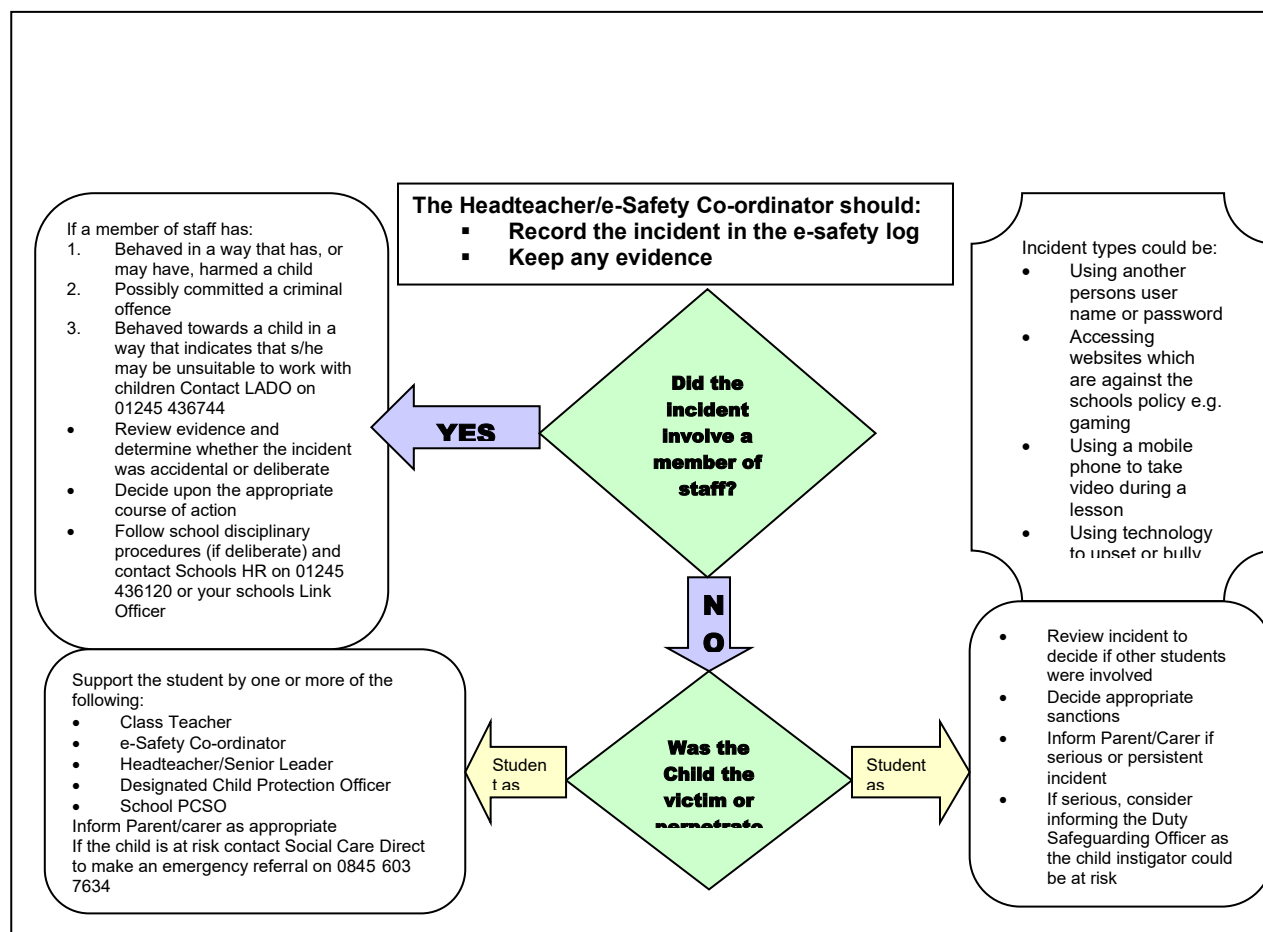 The Headteacher/e-Safety Co-ordinator should:
▪ Record the incident in the e-safety log
▪ Keep any evidence
If a member of staff has:
1. Behaved in a way that has, or
may have, harmed a child
2. Possibly committed a criminal
offence
3. Behaved towards a child in a
way that indicates that s/he
may be unsuitable to work with
children Contact LADO on
01245 436744
• Review evidence and
determine whether the incident
was accidental or deliberate
• Decide upon the appropriate
course of action
• Follow school disciplinary
procedures (if deliberate) and
contact Schools HR on 01245
436120 or your schools Link
Officer
YES
Did the
incident
involve a
member of
staff?
Incident types could be:
• Using another
persons user
name or password
• Accessing
websites which
are against the
schools policy e.g.
gaming
• Using a mobile
phone to take
video during a
lesson
• Using technology
to upset or bully
N
O
Support the student by one or more of the
following:
• Class Teacher
• e-Safety Co-ordinator
• Headteacher/Senior Leader
• Designated Child Protection Officer
• School PCSO
Inform Parent/carer as appropriate
If the child is at risk contact Social Care Direct
to make an emergency referral on 0845 603
7634
Studen
t as
Was the
Child the
victim or
perpetrato
Student
as
• Review incident to
decide if other students
were involved
• Decide appropriate
sanctions
• Inform Parent/Carer if
serious or persistent
incident
• If serious, consider
informing the Duty
Safeguarding Officer as
the child instigator could
be at risk